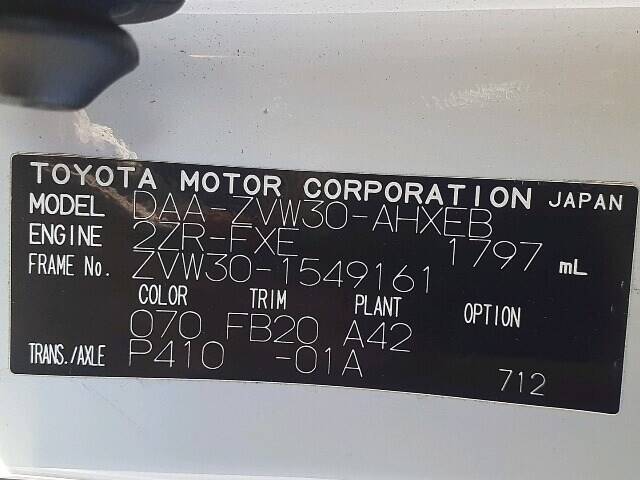 TOYOTA MOTOR CORPORATION JAPAN
MODEL DAA-ZVW30-AHXEB
ENGINE 2ZR-FXE 1797 mL
FRAME No. ZVW30-1549161
COLOR TRIM PLANT OPTION
070 FB20 A42
TRANS./AXLE P410 -01A
712